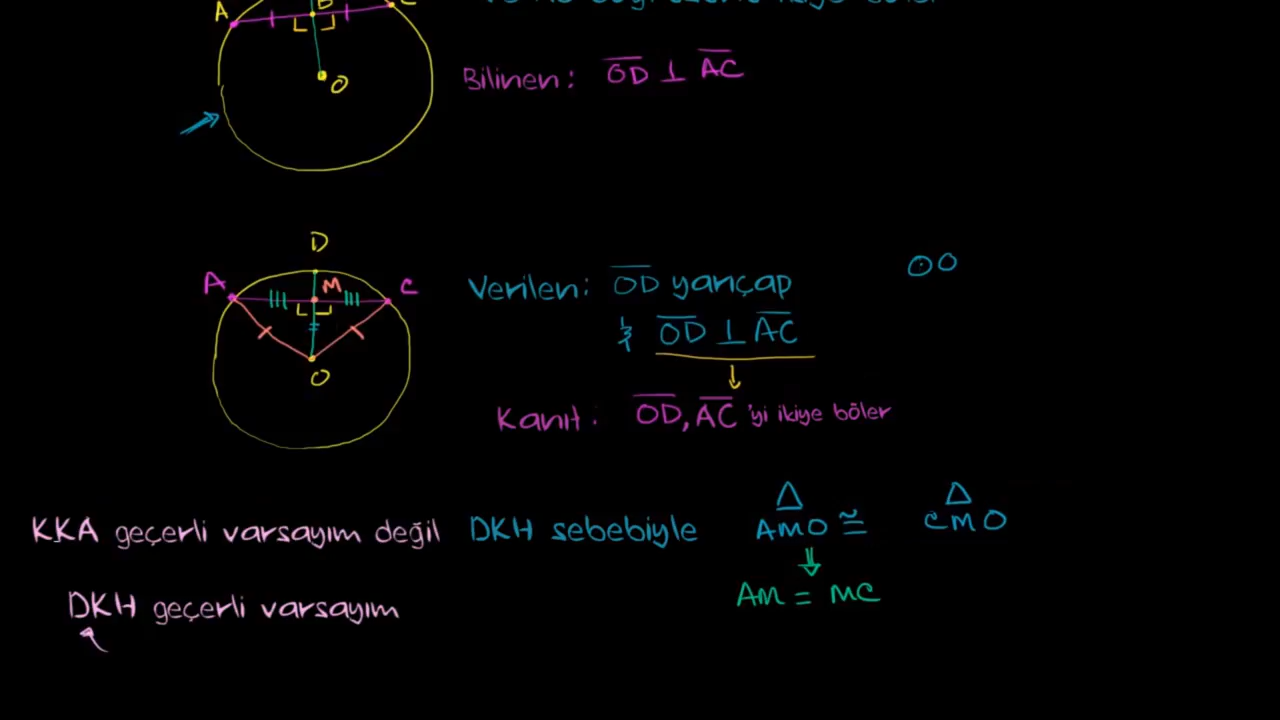 A
Bilinen: OD ⊥ AC
O
D
A M C
O
Verilen: OD yarıçap
OD ⊥ AC
Kanıt: OD, AC 'yi ikiye böler
KKA geçerli varsayım değil
DKH sebebiyle AMO ≅ CMO
AM = MC
DKH geçerli varsayım